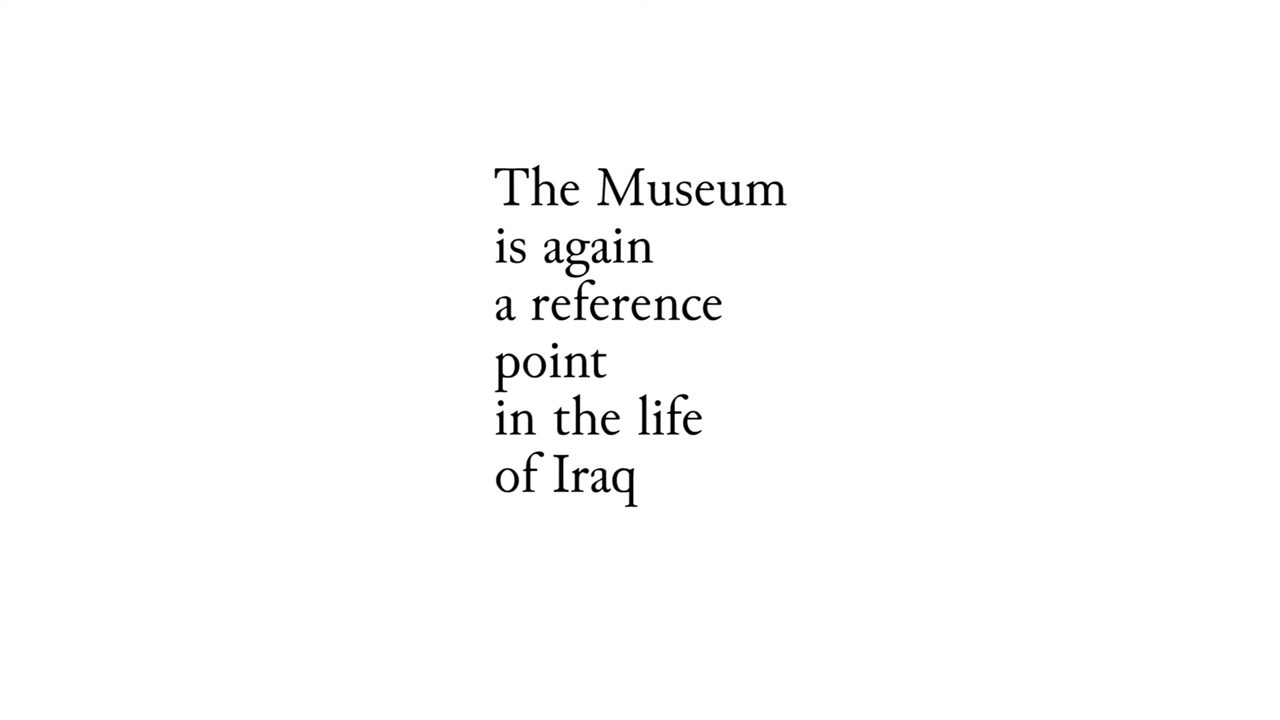 The Museum
is again
a reference
point
in the life
of Iraq